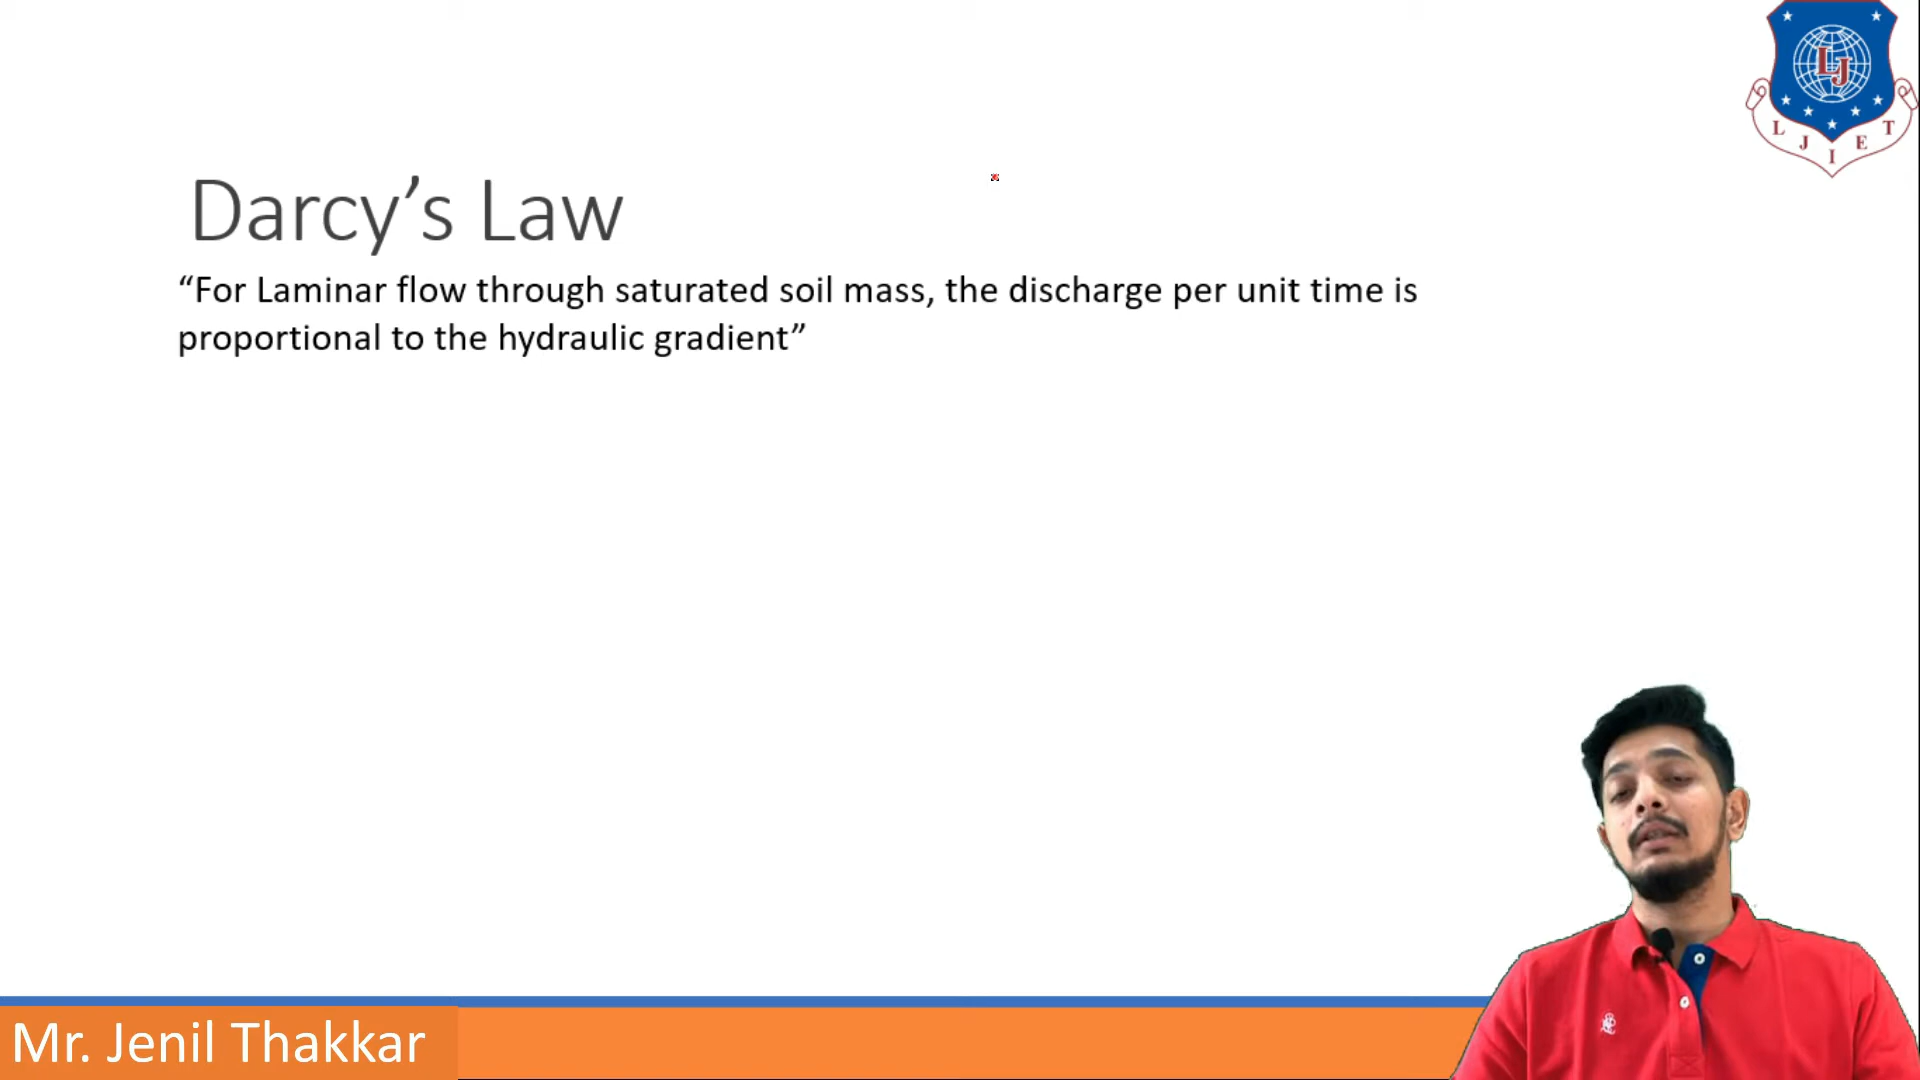 LJ
L J I E T
Darcy’s Law
“For Laminar flow through saturated soil mass, the discharge per unit time is
proportional to the hydraulic gradient”
Mr. Jenil Thakkar